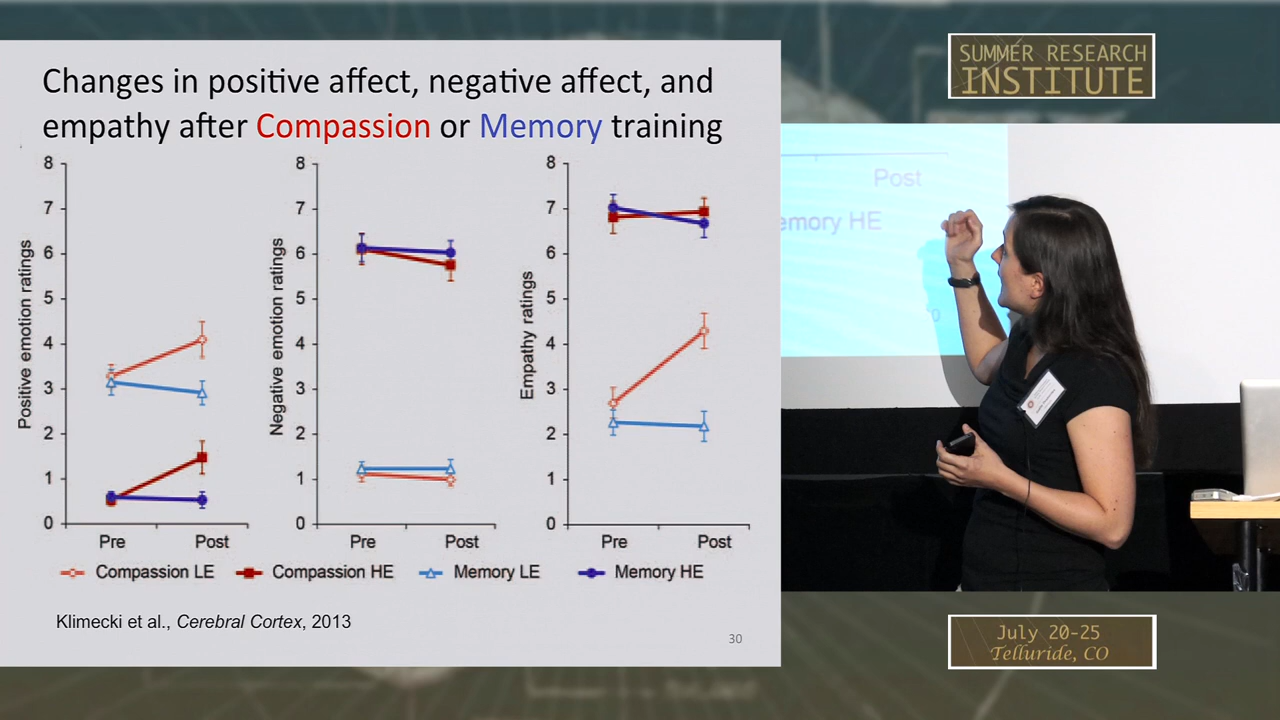 Changes in positive affect, negative affect, and
empathy after Compassion or Memory training
Positive emotion ratings
8
7
6
5
4
3
2
1
0
Pre Post
Negative emotion ratings
8
7
6
5
4
3
2
1
0
Pre Post
Empathy ratings
8
7
6
5
4
3
2
1
0
Pre Post
Compassion LE Compassion HE Memory LE Memory HE
Klimecki et al., Cerebral Cortex, 2013
30
SUMMER RESEARCH
INSTITUTE
Post
emory HE
July 20-25
Telluride, CO